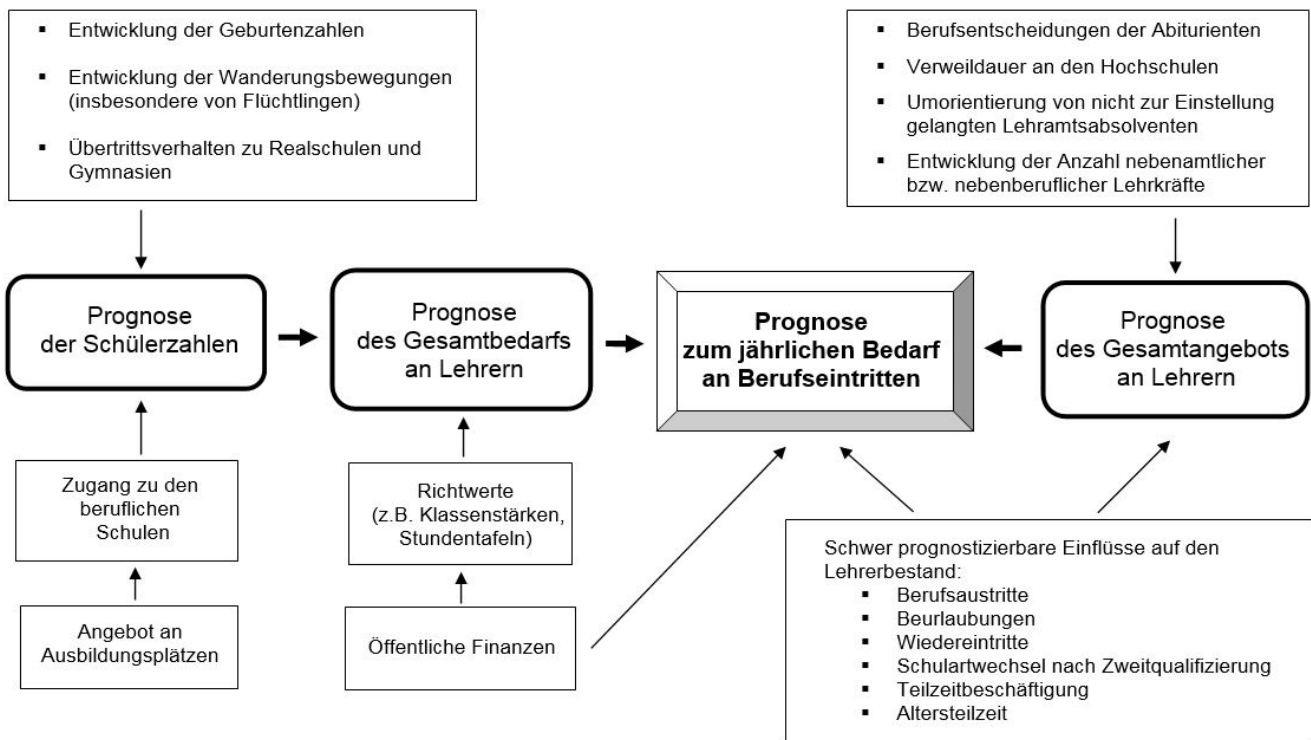 ▪ Entwicklung der Geburtenzahlen
▪ Entwicklung der Wanderungsbewegungen
(insbesondere von Flüchtlingen)
▪ Übertrittsverhalten zu Realschulen und
Gymnasien
▪ Berufsentscheidungen der Abiturienten
▪ Verweildauer an den Hochschulen
▪ Umorientierung von nicht zur Einstellung
gelangten Lehramtsabsolventen
▪ Entwicklung der Anzahl nebenamtlicher
bzw. nebenberuflicher Lehrkräfte
Prognose
der Schülerzahlen
Prognose
des Gesamtbedarfs
an Lehrern
Prognose
zum jährlichen Bedarf
an Berufseintritten
Prognose
des Gesamtangebots
an Lehrern
Zugang zu den
beruflichen
Schulen
Richtwerte
(z.B. Klassenstärken,
Stundentafeln)
Angebot an
Ausbildungsplätzen
Öffentliche Finanzen
Schwer prognostizierbare Einflüsse auf den
Lehrerbestand:
▪ Berufsaustritte
▪ Beurlaubungen
▪ Wiedereintritte
▪ Schulartwechsel nach Zweitqualifizierung
▪ Teilzeitbeschäftigung
▪ Altersteilzeit